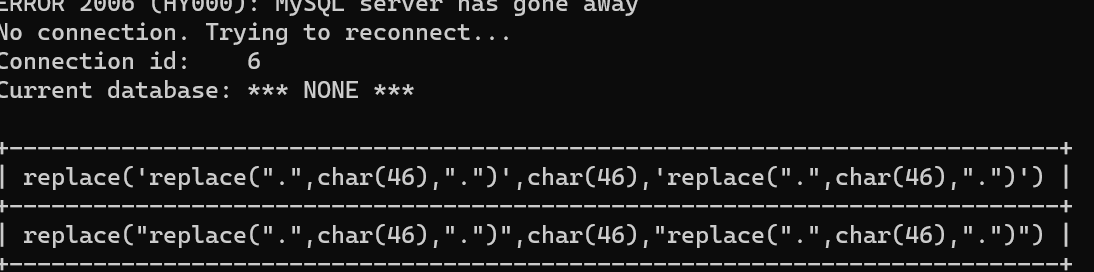 ERROR 2006 (HY000): MySQL server has gone away
No connection. Trying to reconnect...
Connection id:    6
Current database: *** NONE ***
+---------------------------------------------------------------------------+
| replace('replace(".",char(46),".")',char(46),'replace(".",char(46),".")') |
+---------------------------------------------------------------------------+
| replace("replace(".",char(46),".")",char(46),"replace(".",char(46),".")") |
+---------------------------------------------------------------------------+